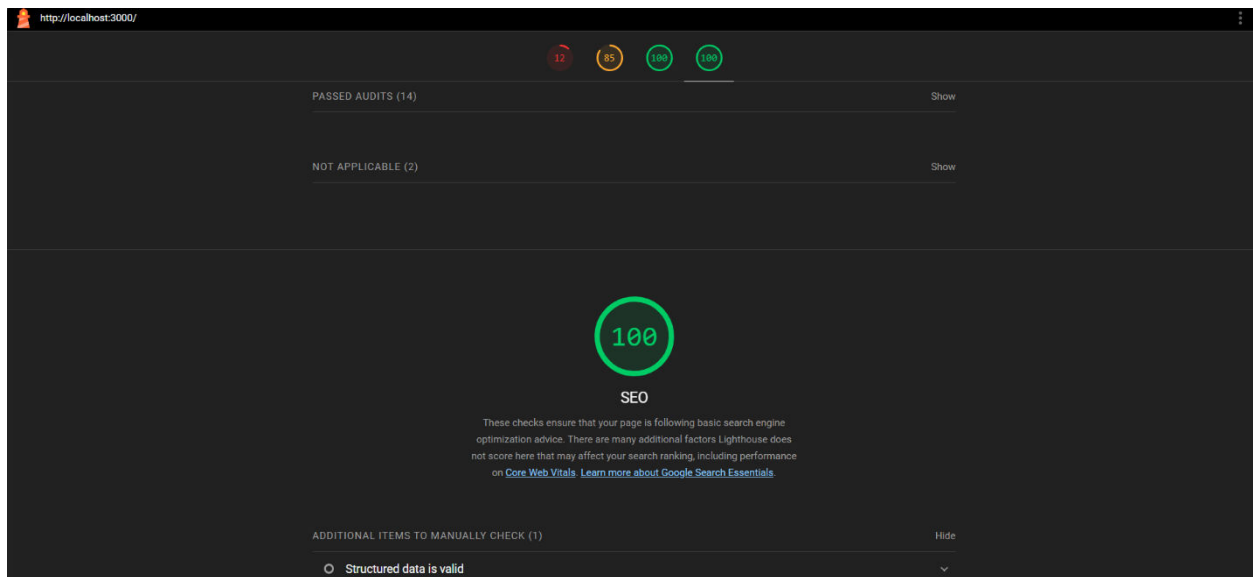 http://localhost:3000/
12 85 100 100
PASSED AUDITS (14) Show
NOT APPLICABLE (2) Show
100
SEO
These checks ensure that your page is following basic search engine
optimization advice. There are many additional factors Lighthouse does
not score here that may affect your search ranking, including performance
on Core Web Vitals. Learn more about Google Search Essentials.
ADDITIONAL ITEMS TO MANUALLY CHECK (1) Hide
Structured data is valid